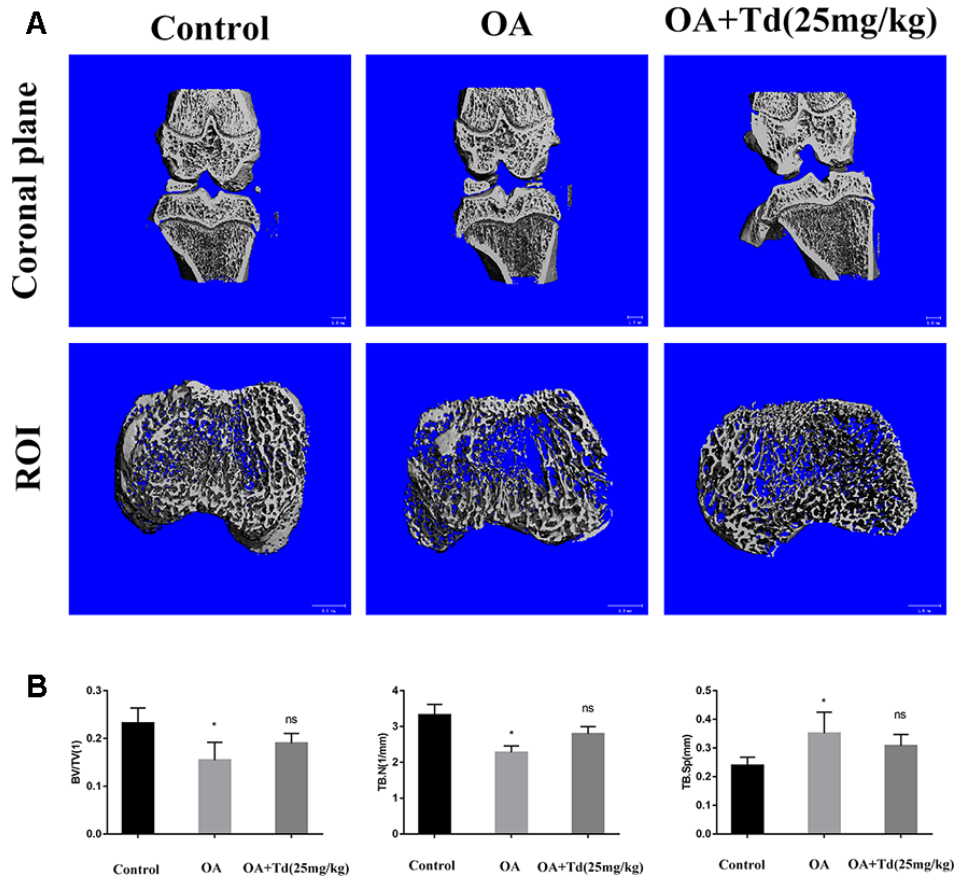 A
Control
OA
OA+Td(25mg/kg)
Coronal plane
ROI
B
BV/TV(1)
0.3
0.2
0.1
0.0
*
ns
Control
OA
OA+Td(25mg/kg)
TB.N(1/mm)
4
3
2
1
0
*
ns
Control
OA
OA+Td(25mg/kg)
TB.Sp(mm)
0.5
0.4
0.3
0.2
0.1
0.0
*
ns
Control
OA
OA+Td(25mg/kg)